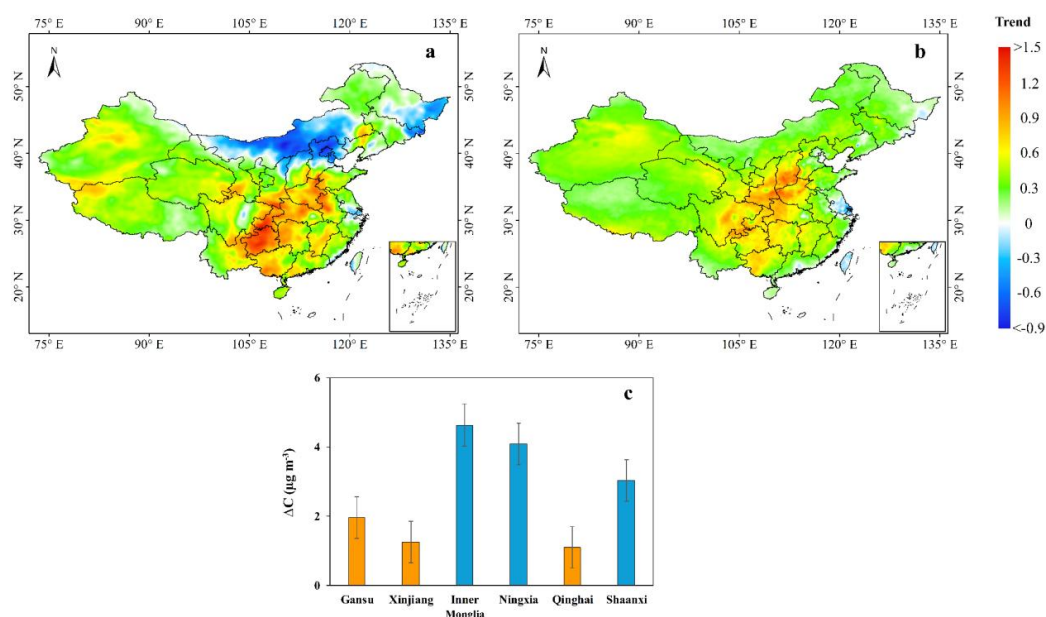 75° E 90° E 105° E 120° E 135° E
75° E 90° E 105° E 120° E 135° E
Trend
N
a
N
b
>1.5
1.2
0.9
0.6
0.3
0
-0.3
-0.6
<-0.9
50° N
40° N
30° N
20° N
50° N
40° N
30° N
20° N
75° E 90° E 105° E 120° E 135° E
75° E 90° E 105° E 120° E 135° E
c
6
4
2
0
ΔC (μg m⁻³)
Gansu Xinjiang Inner Ningxia Qinghai Shaanxi
Monglia